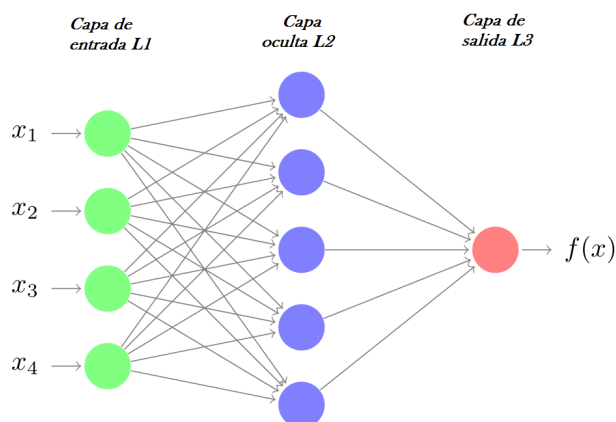 Capa de
entrada L1
Capa
oculta L2
Capa de
salida L3
x₁
x₂
x₃
x₄
f(x)